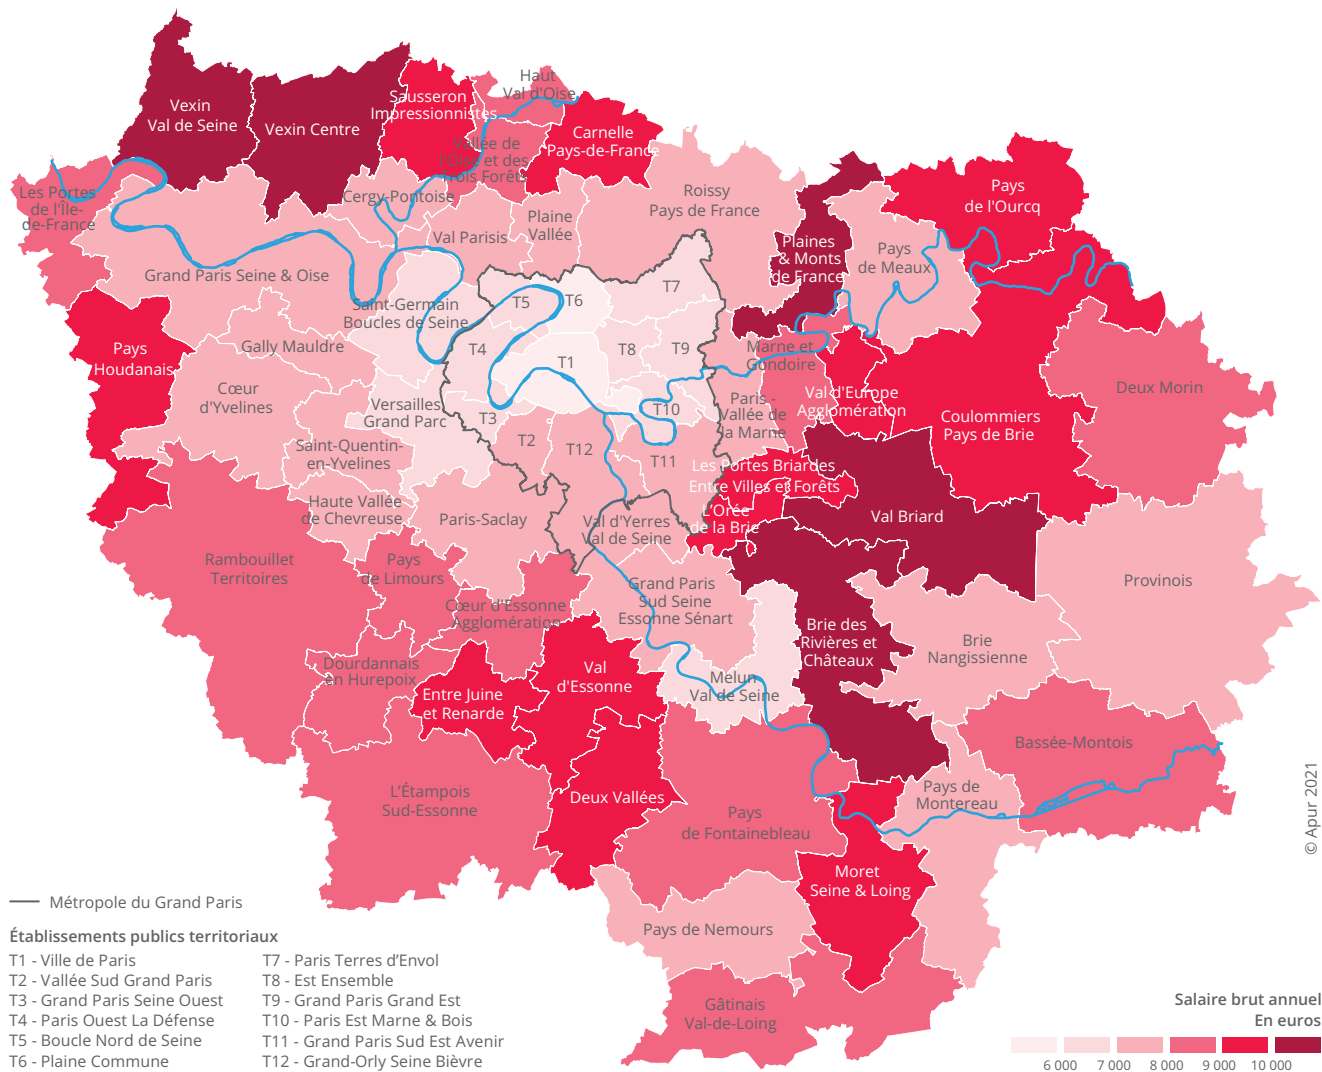 Haut
Val d'Oise
Sausseron
Impressionnistes
Vexin
Val de Seine
Vexin Centre
Carnelle
Pays-de-France
Vallée de
l'Oise et des
Trois Forêts
Les Portes
de l'Île-
de-France
Cergy-Pontoise
Roissy
Pays de France
Pays
de l'Ourcq
Plaine
Vallée
Val Parisis
Plaines
& Monts
de France
Pays
de Meaux
Grand Paris Seine & Oise
Saint-Germain
Boucles de Seine
T5
T6
T7
Gally Mauldre
Pays
Houdanais
T4
T1
T8
T9
Marne et
Gondoire
Cœur
d'Yvelines
Deux Morin
Val d'Europe
Agglomération
Versailles
Grand Parc
T3
T10
Paris -
Vallée de
la Marne
Coulommiers
Pays de Brie
T2
T12
T11
Saint-Quentin-
en-Yvelines
Les Portes Briardes
Entre Villes et Forêts
Haute Vallée
de Chevreuse
Paris-Saclay
Val d'Yerres
Val de Seine
L'Orée
de la Brie
Val Briard
Rambouillet
Territoires
Pays
de Limours
Provinois
Grand Paris
Sud Seine
Essonne Sénart
Cœur d'Essonne
Agglomération
Brie des
Rivières et
Châteaux
Brie
Nangissienne
Dourdannais
en Hurepoix
Entre Juine
et Renarde
Val
d'Essonne
Melun
Val de Seine
Bassée-Montois
L'Étampois
Sud-Essonne
Deux Vallées
Pays
de Fontainebleau
Pays de
Montereau
Moret
Seine & Loing
Pays de Nemours
Gâtinais
Val-de-Loing
© Apur 2021
Métropole du Grand Paris
Établissements publics territoriaux
T1 - Ville de Paris
T2 - Vallée Sud Grand Paris
T3 - Grand Paris Seine Ouest
T4 - Paris Ouest La Défense
T5 - Boucle Nord de Seine
T6 - Plaine Commune
T7 - Paris Terres d’Envol
T8 - Est Ensemble
T9 - Grand Paris Grand Est
T10 - Paris Est Marne & Bois
T11 - Grand Paris Sud Est Avenir
T12 - Grand-Orly Seine Bièvre
Salaire brut annuel
En euros
6 000 7 000 8 000 9 000 10 000